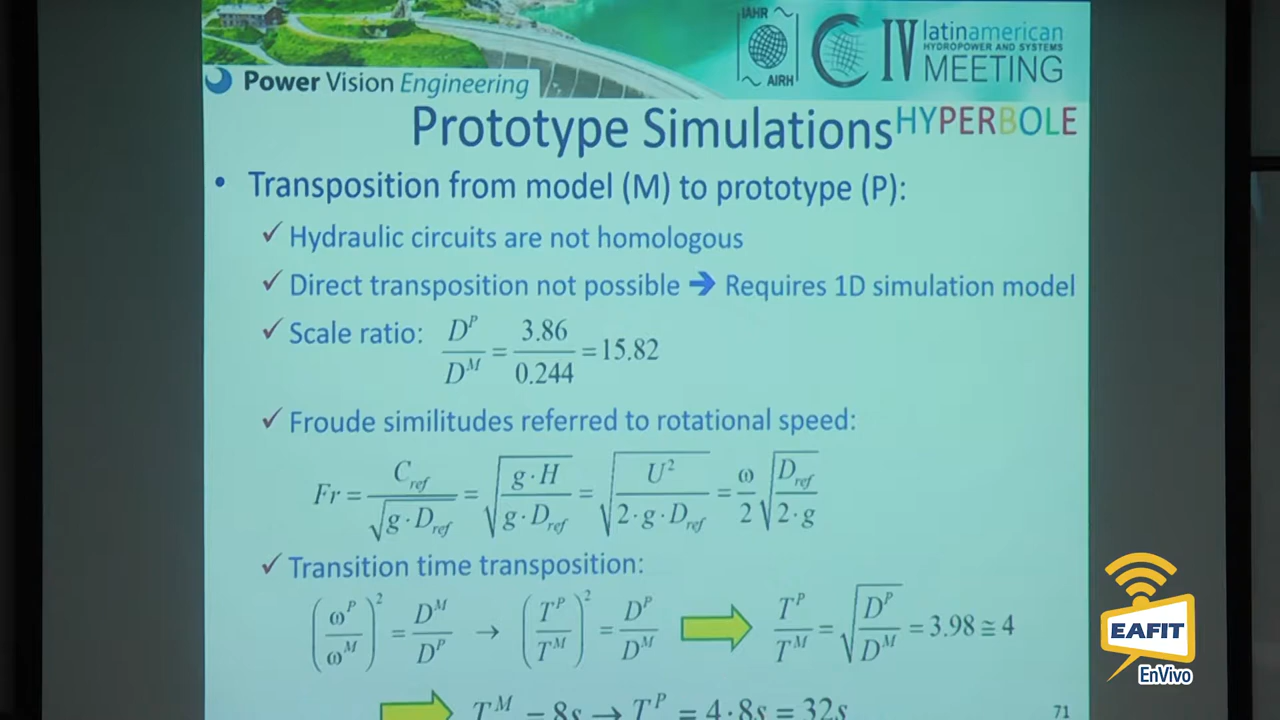 IAHR
AIRH
IV latinamerican
HYDROPOWER AND SYSTEMS
MEETING
Power Vision Engineering
Prototype Simulations HYPERBOLE
• Transposition from model (M) to prototype (P):
✓ Hydraulic circuits are not homologous
✓ Direct transposition not possible ➔ Requires 1D simulation model
✓ Scale ratio: D^P / D^M = 3.86 / 0.244 = 15.82
✓ Froude similitudes referred to rotational speed:
Fr = C_ref / √(g·D_ref) = √(g·H / g·D_ref) = √(U² / 2·g·D_ref) = ω/2 √(D_ref / 2·g)
✓ Transition time transposition:
(ω^P / ω^M)² = D^M / D^P → (T^P / T^M)² = D^P / D^M T^P / T^M = √(D^P / D^M) = 3.98 ≅ 4
T^M = 8s → T^P = 4·8s = 32s
71
EAFIT
EnVivo